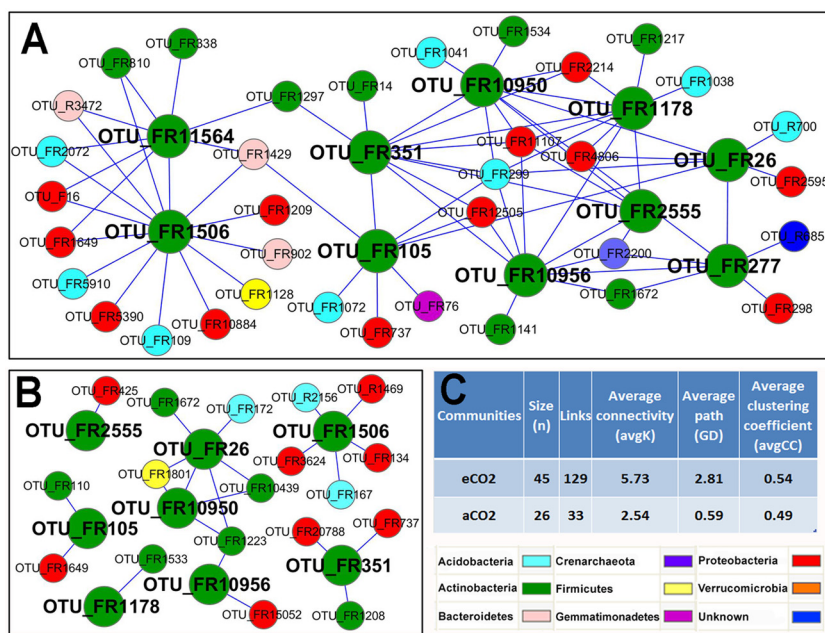 A
OTU_FR338
OTU_FR1534
OTU_FR1041
OTU_FR1217
OTU_FR810
OTU_FR2214
OTU_FR14
OTU_FR10950
OTU_FR1038
OTU_R3472
OTU_FR1297
OTU_FR1178
OTU_FR11564
OTU_R700
OTU_FR11107
OTU_FR2072
OTU_FR1429
OTU_FR351
OTU_FR4806
OTU_FR26
OTU_FR299
OTU_FR2595
OTU_F16
OTU_FR1209
OTU_FR12505
OTU_FR2555
OTU_FR1506
OTU_FR1649
OTU_R685
OTU_FR902
OTU_FR105
OTU_FR2200
OTU_FR277
OTU_FR10956
OTU_FR5910
OTU_FR1128
OTU_FR1672
OTU_FR1072
OTU_FR76
OTU_FR298
OTU_FR5390
OTU_FR10884
OTU_FR109
OTU_FR737
OTU_FR1141
B
OTU_FR425
OTU_R2156
OTU_R1469
OTU_FR1672
OTU_FR172
OTU_FR2555
OTU_FR26
OTU_FR1506
OTU_FR3624
OTU_FR134
OTU_FR1801
OTU_FR110
OTU_FR10439
OTU_FR167
OTU_FR10950
OTU_FR105
OTU_FR20788
OTU_FR737
OTU_FR1223
OTU_FR1533
OTU_FR1649
OTU_FR351
OTU_FR10956
OTU_FR1178
OTU_FR15052
OTU_FR1208
C
Communities Size (n) Links Average connectivity (avgK) Average path (GD) Average clustering coefficient (avgCC)
eCO2 45 129 5.73 2.81 0.54
aCO2 26 33 2.54 0.59 0.49
Acidobacteria Crenarchaeota Proteobacteria
Actinobacteria Firmicutes Verrucomicrobia
Bacteroidetes Gemmatimonadetes Unknown